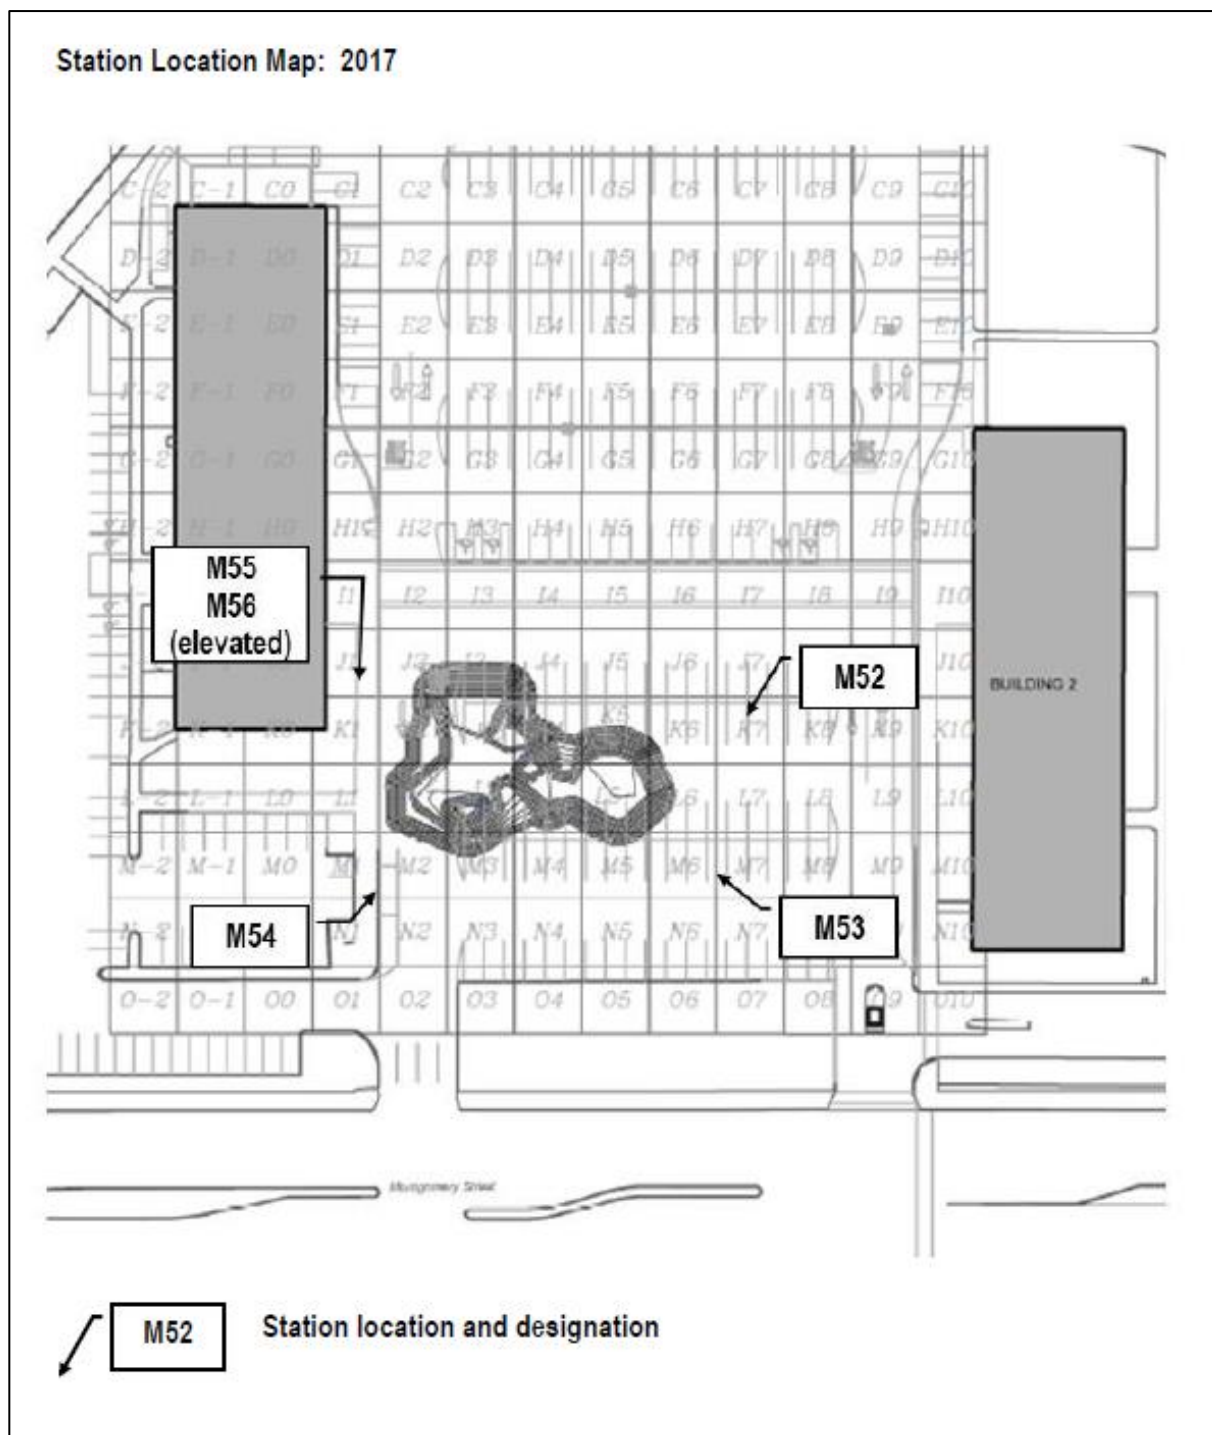 Station Location Map: 2017
C-2 C-1 C0 C1 C2 C3 C4 C5 C6 C7 C8 C9 C10
D-2 D-1 D0 D1 D2 D3 D4 D5 D6 D7 D8 D9 D10
E-2 E-1 E0 E1 E2 E3 E4 E5 E6 E7 E8 E9 E10
F-2 F-1 F0 F1 F2 F3 F4 F5 F6 F7 F8 F9 F10
G-2 G-1 G0 G1 G2 G3 G4 G5 G6 G7 G8 G9 G10
H-2 H-1 H0 H1 H2 H3 H4 H5 H6 H7 H8 H9 H10
M55
M56
(elevated)
I1 I2 I3 I4 I5 I6 I7 I8 I9 I10
J1 J2 J3 J4 J5 J6 J7 J10
M52
BUILDING 2
K-2 K-1 K0 K1 K5 K6 K7 K8 K9 K10
L-2 L-1 L0 L1 L5 L6 L7 L8 L9 L10
M-2 M-1 M0 M1 M2 M3 M4 M5 M6 M7 M8 M9 M10
M54
M53
N-2 N1 N2 N3 N4 N5 N6 N7 N10
O-2 O-1 O0 O1 O2 O3 O4 O5 O6 O7 O8 O9 O10
Montgomery Street
M52
Station location and designation